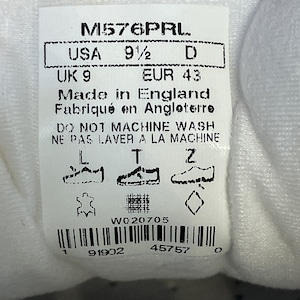 M576PRL
USA 9½ D
UK 9 EUR 43
Made in England
Fabriqué en Angleterre
DO NOT MACHINE WASH
NE PAS LAVER A LA MACHINE
L T Z
W020705
1 91902 45757 0